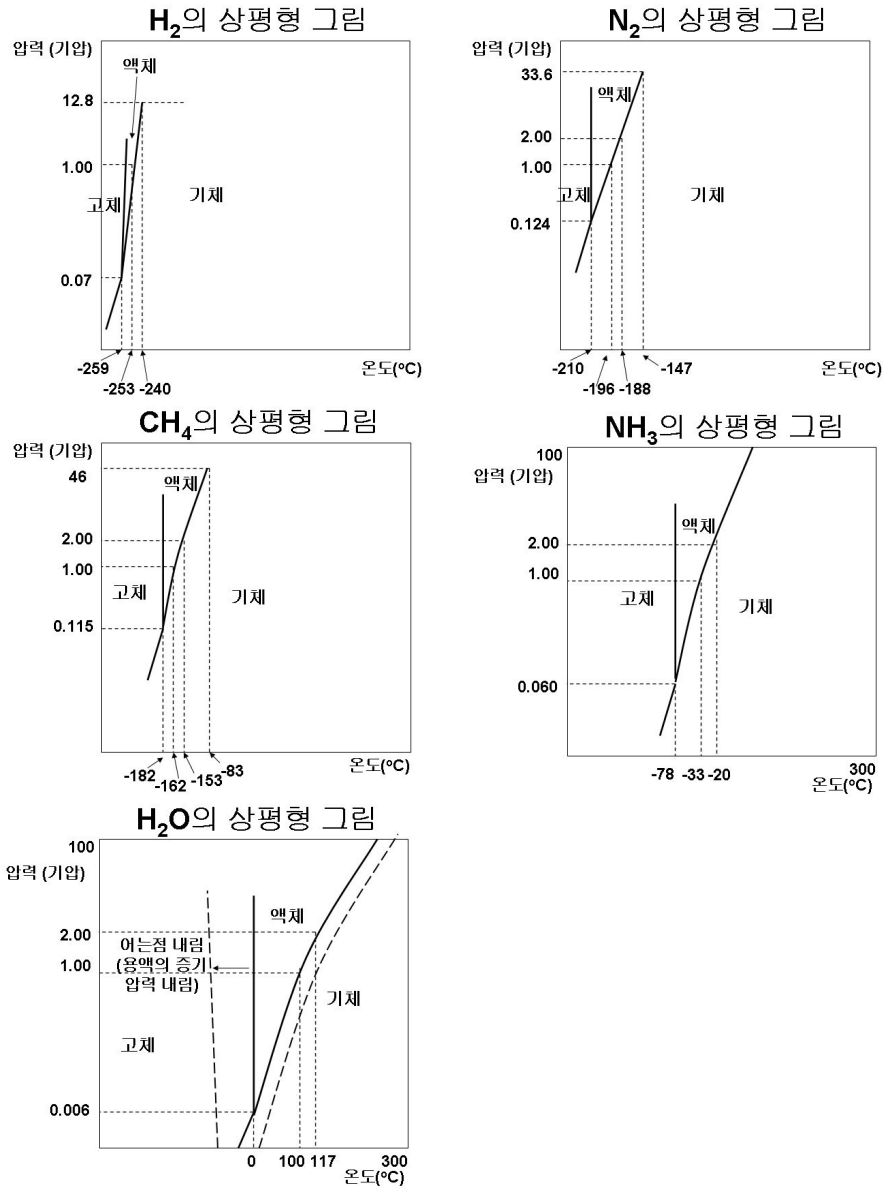 H₂의 상평형 그림
압력 (기압)
액체
12.8
1.00
고체
기체
0.07
-259
-253
-240
온도(ºC)
N₂의 상평형 그림
압력 (기압)
33.6
액체
2.00
1.00
고체
기체
0.124
-210
-196
-188
-147
온도(ºC)
CH₄의 상평형 그림
압력 (기압)
46
액체
2.00
1.00
고체
기체
0.115
-182
-162
-153
-83
온도(ºC)
NH₃의 상평형 그림
100
압력 (기압)
액체
2.00
1.00
고체
기체
0.060
-78
-33
-20
300
온도(ºC)
H₂O의 상평형 그림
100
압력 (기압)
액체
2.00
어는점 내림
(용액의 증기
압력 내림)
1.00
기체
고체
0.006
0
100
117
300
온도(ºC)